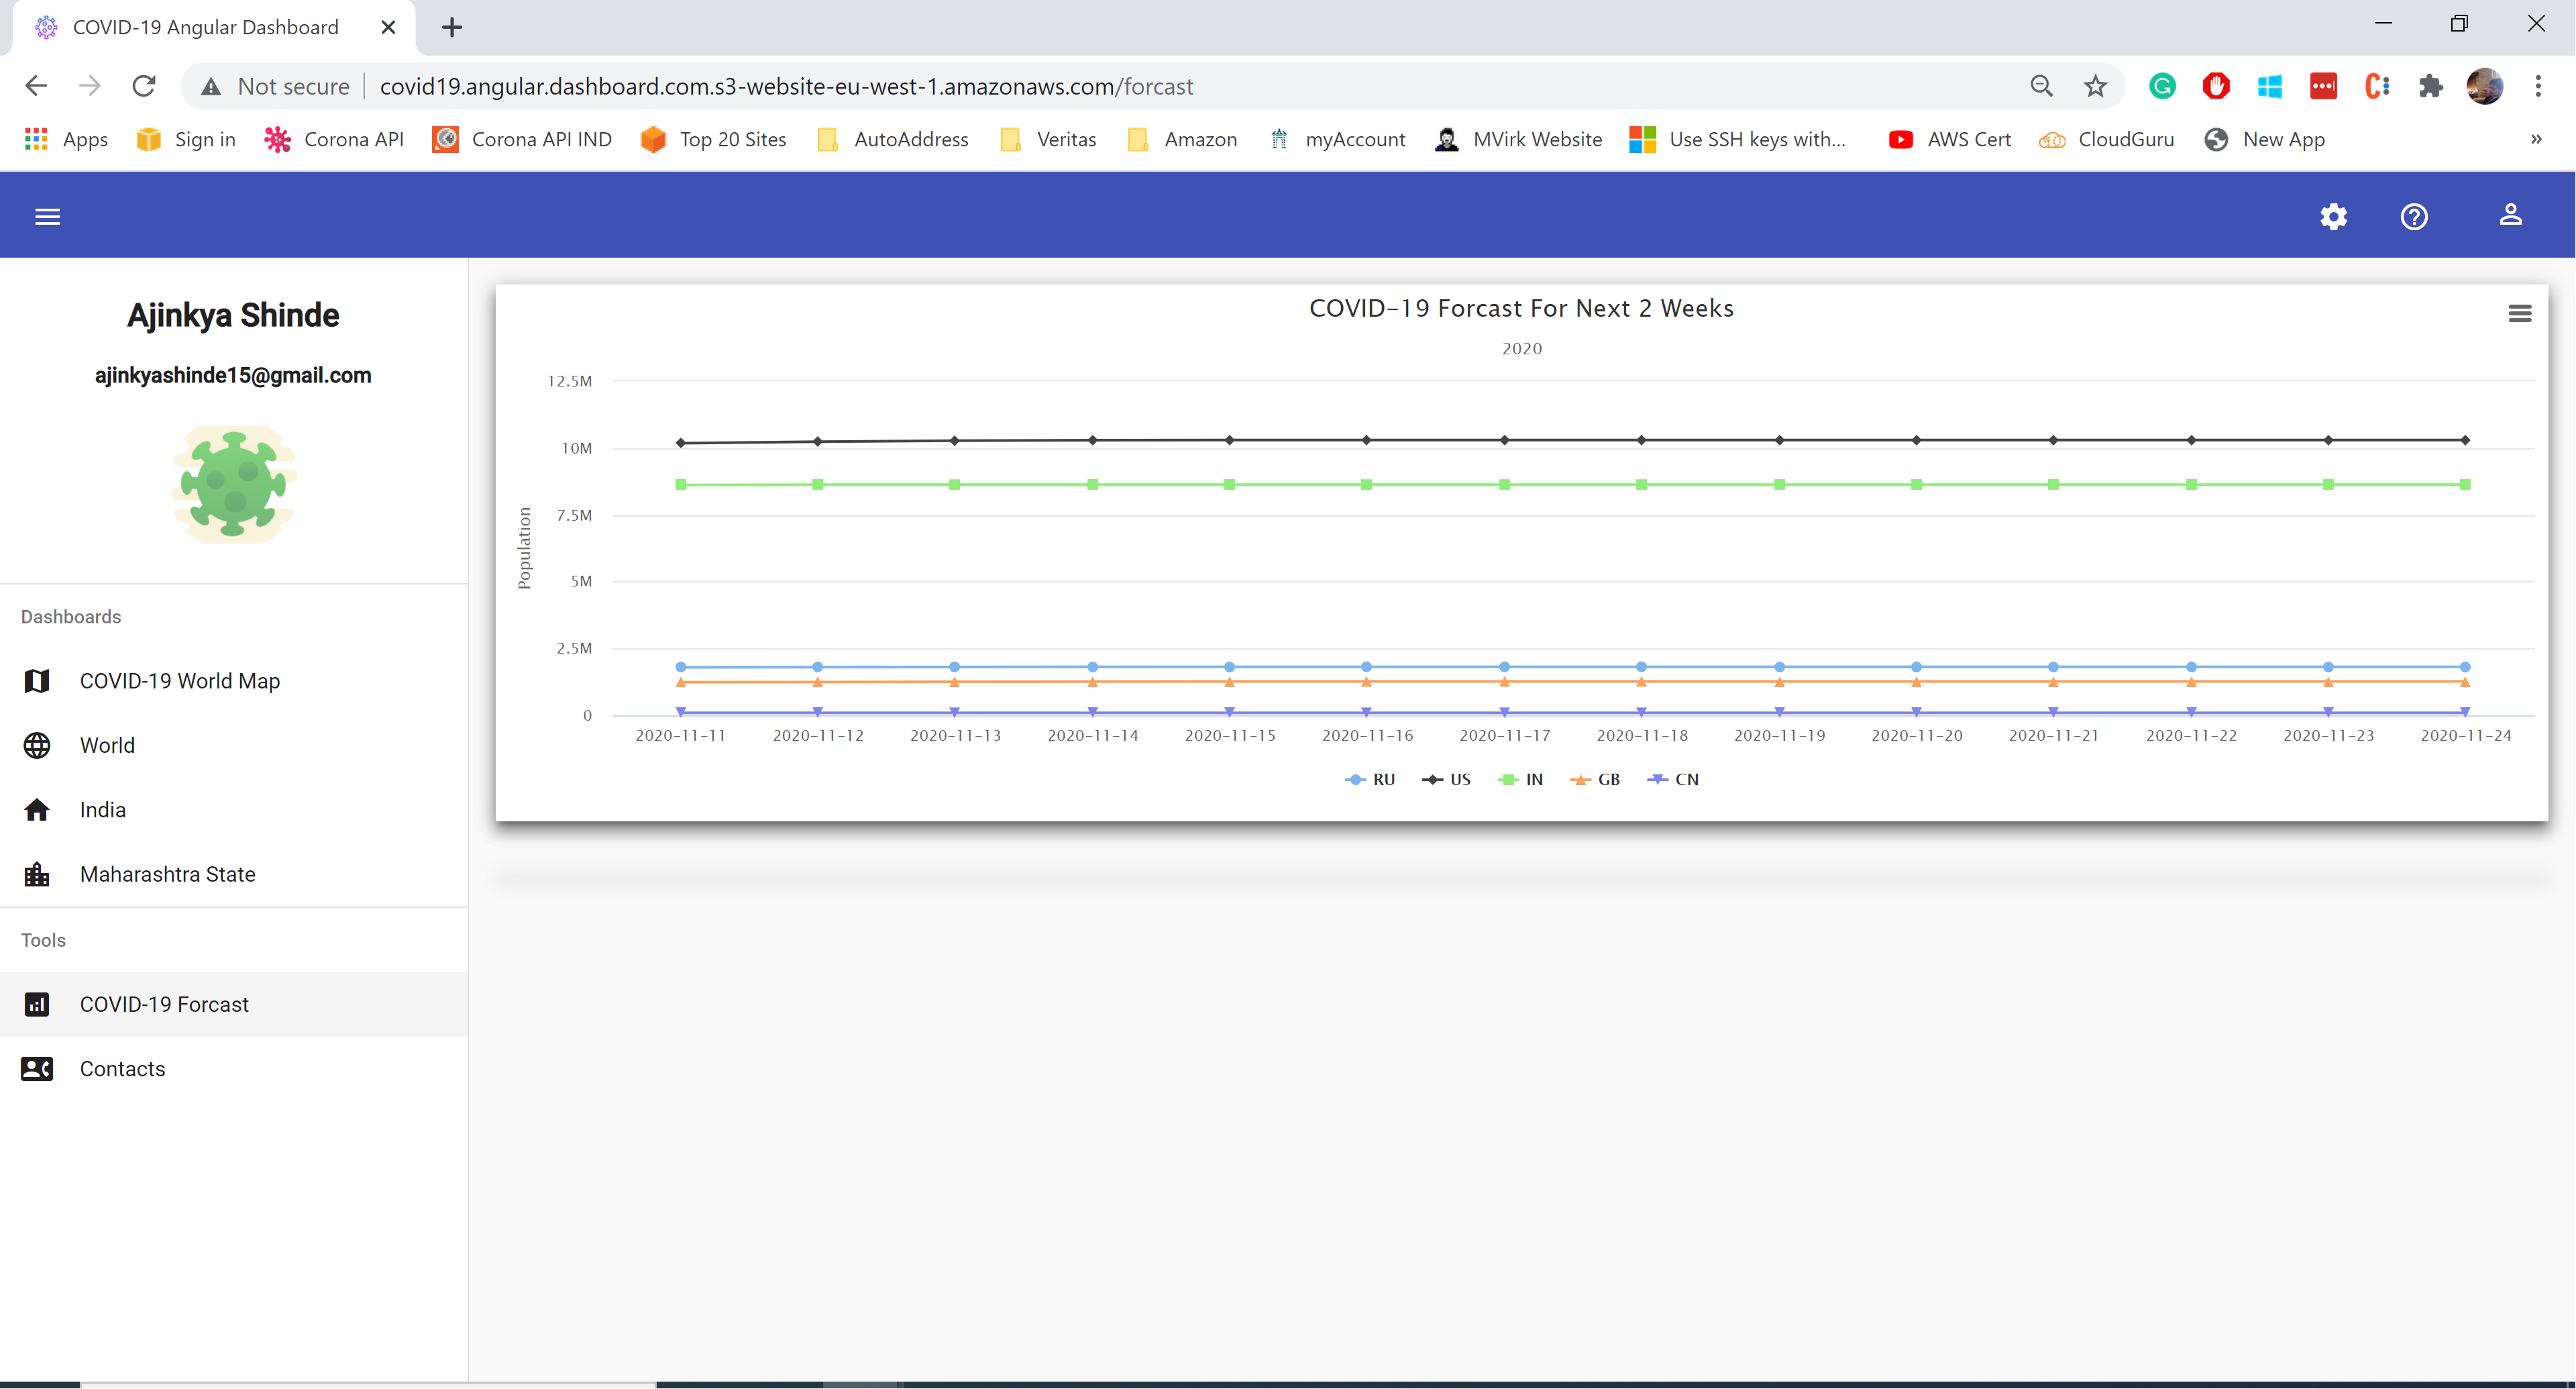 COVID-19 Angular Dashboard
Not secure covid19.angular.dashboard.com.s3-website-eu-west-1.amazonaws.com/forcast
Apps Sign in Corona API Corona API IND Top 20 Sites AutoAddress Veritas Amazon myAccount MVirk Website Use SSH keys with... AWS Cert CloudGuru New App »
Ajinkya Shinde
ajinkyashinde15@gmail.com
Dashboards
COVID-19 World Map
World
India
Maharashtra State
Tools
COVID-19 Forcast
Contacts
COVID-19 Forcast For Next 2 Weeks
2020
Population
12.5M
10M
7.5M
5M
2.5M
0
2020-11-11 2020-11-12 2020-11-13 2020-11-14 2020-11-15 2020-11-16 2020-11-17 2020-11-18 2020-11-19 2020-11-20 2020-11-21 2020-11-22 2020-11-23 2020-11-24
RU US IN GB CN